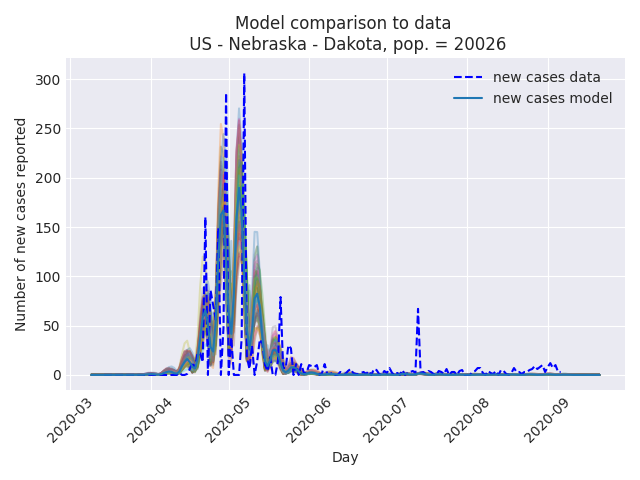 Model comparison to data
US - Nebraska - Dakota, pop. = 20026
new cases data
new cases model
Number of new cases reported
300
250
200
150
100
50
0
2020-03
2020-04
2020-05
2020-06
2020-07
2020-08
2020-09
Day